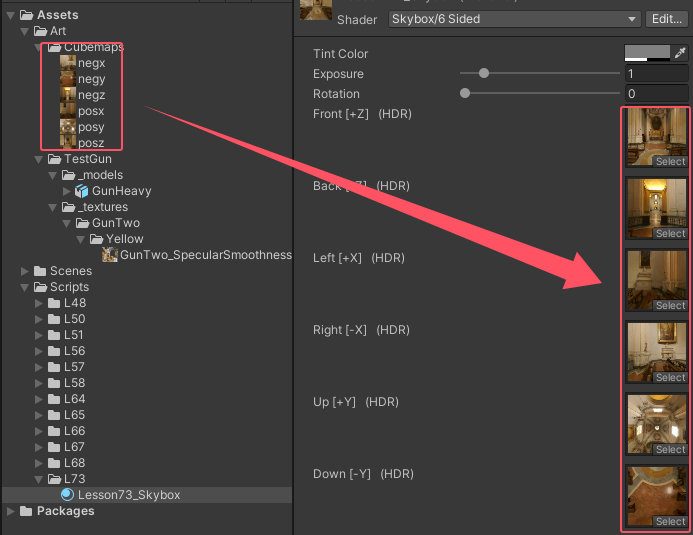 Assets
Art
Cubemaps
negx
negy
negz
posx
posy
posz
TestGun
_models
GunHeavy
_textures
GunTwo
Yellow
GunTwo_SpecularSmoothness
Scenes
Scripts
L48
L50
L51
L56
L57
L58
L64
L65
L66
L67
L68
L73
Lesson73_Skybox
Packages
Shader Skybox/6 Sided Edit...
Tint Color
Exposure 1
Rotation 0
Front [+Z] (HDR)
Select
Back (HDR)
Select
Left [+X] (HDR)
Select
Right [-X] (HDR)
Select
Up [+Y] (HDR)
Select
Down [-Y] (HDR)
Select